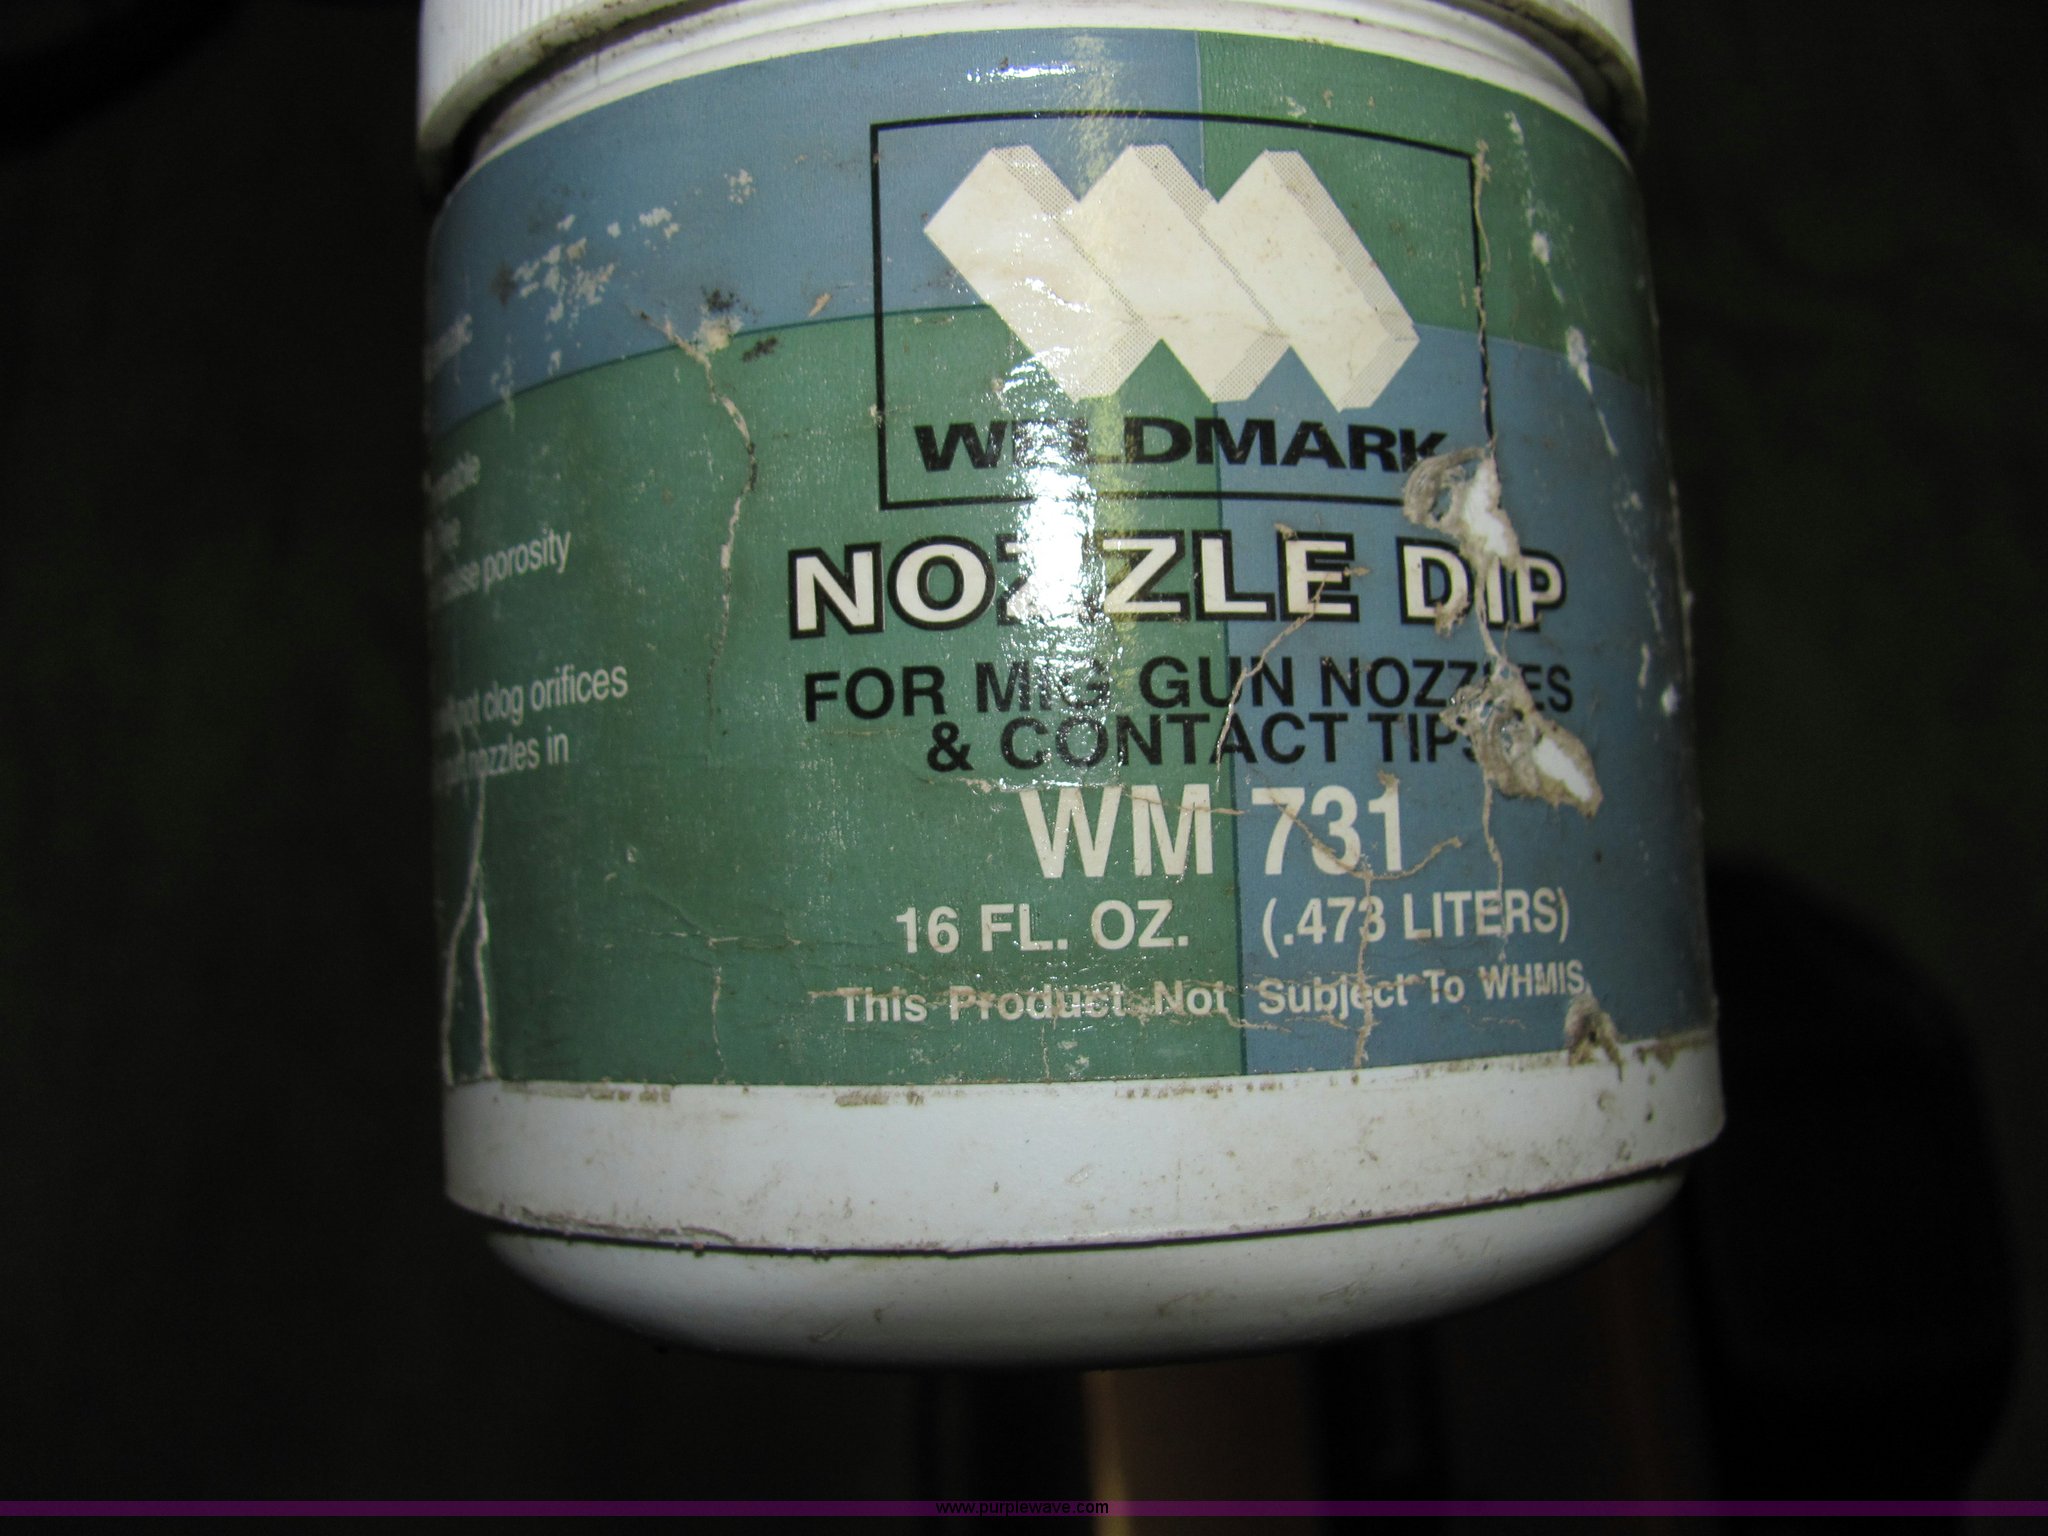 porosity
not clog orifices
nozzles in
WELDMARK
NOZZLE DIP
FOR MIG GUN NOZZLES
& CONTACT TIPS
WM 731
16 FL. OZ. (.473 LITERS)
This Product Not Subject To WHMIS
www.purplewave.com